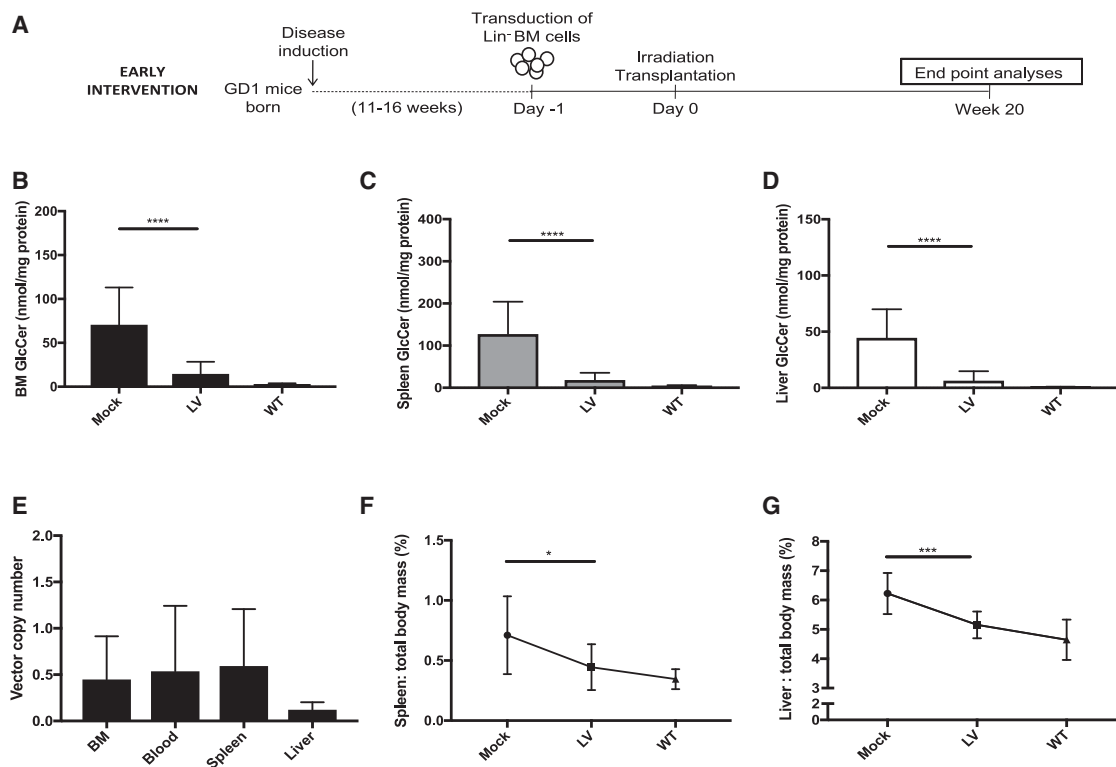 A
EARLY
INTERVENTION
GD1 mice
born
Disease
induction
(11-16 weeks)
Transduction of
Lin- BM cells
Day -1
Irradiation
Transplantation
Day 0
End point analyses
Week 20
B
BM GlcCer (nmol/mg protein)
200
150
100
50
0
****
Mock
LV
WT
C
Spleen GlcCer (nmol/mg protein)
400
300
200
100
0
****
Mock
LV
WT
D
Liver GlcCer (nmol/mg protein)
150
100
50
0
****
Mock
LV
WT
E
Vector copy number
2.0
1.5
1.0
0.5
0.0
BM
Blood
Spleen
Liver
F
Spleen: total body mass (%)
1.5
1.0
0.5
0.0
*
Mock
LV
WT
G
Liver : total body mass (%)
8
7
6
5
4
3
2
0
***
Mock
LV
WT